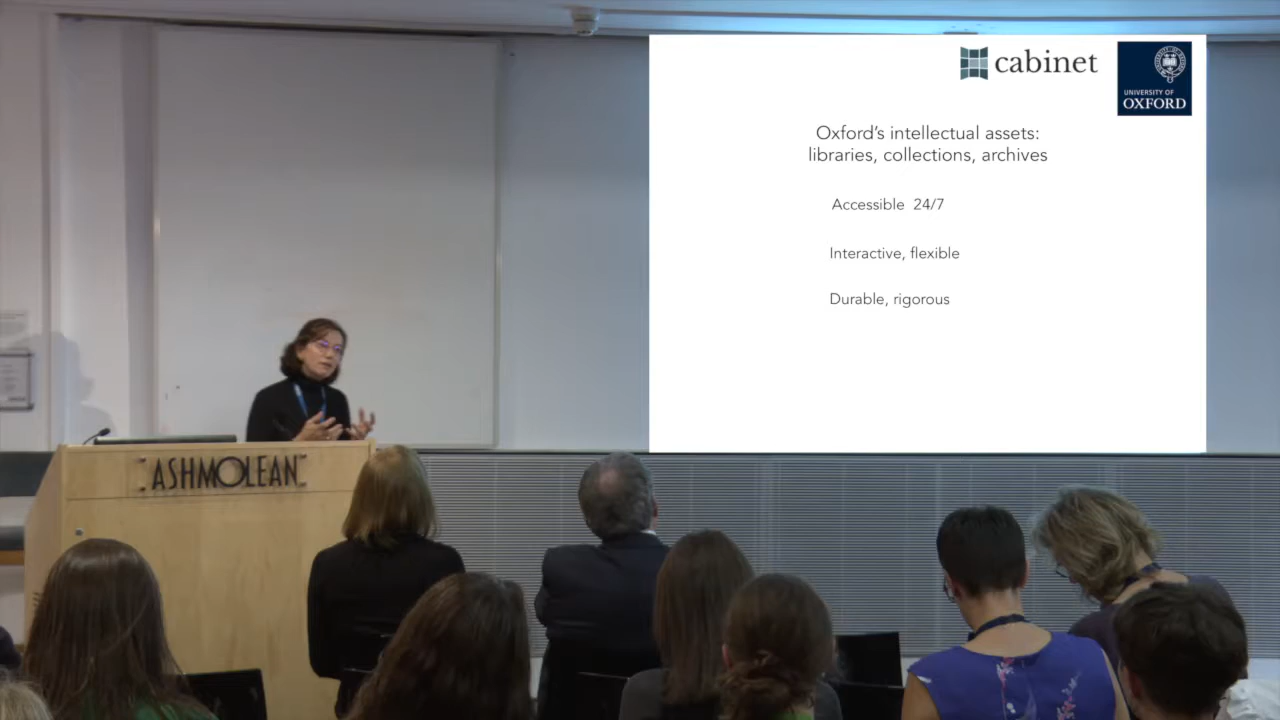 cabinet
UNIVERSITY OF
OXFORD
Oxford's intellectual assets:
libraries, collections, archives
Accessible 24/7
Interactive, flexible
Durable, rigorous
ASHMOLEAN